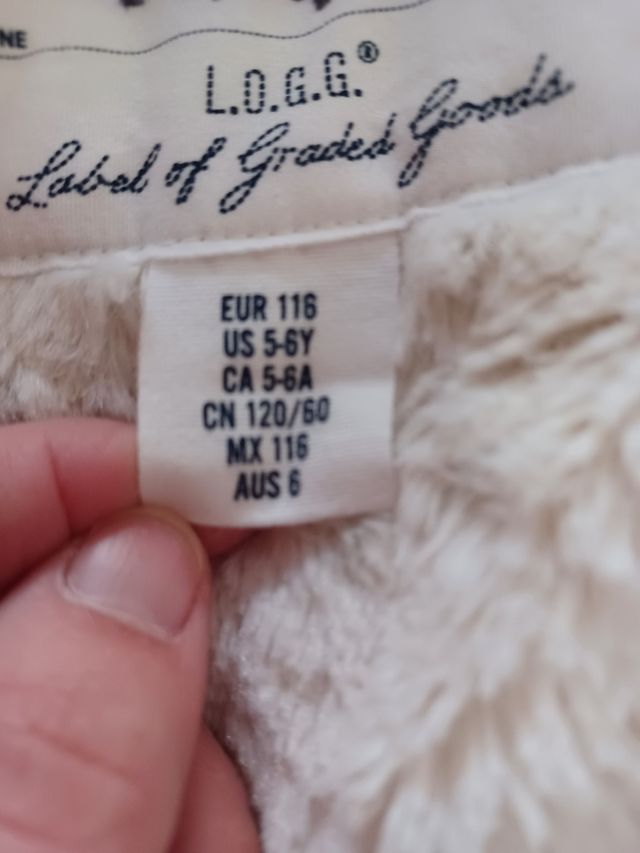 NE
L.O.G.G.®
Label of Graded Goods
EUR 116
US 5-6Y
CA 5-6A
CN 120/60
MX 116
AUS 6